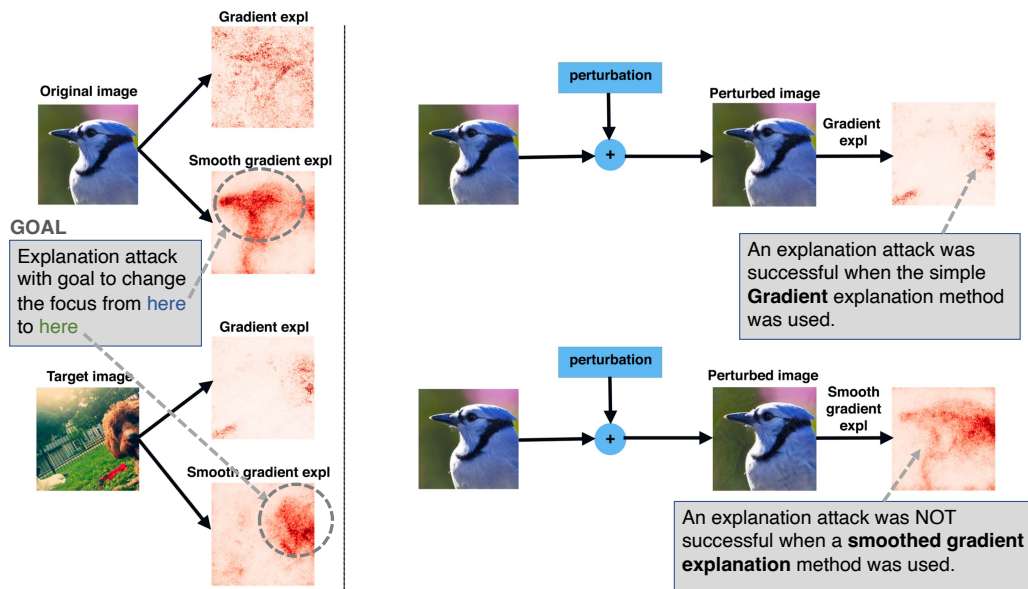 Gradient expl
Original image
Smooth gradient expl
GOAL
Explanation attack
with goal to change
the focus from here
to here
Gradient expl
Target image
Smooth gradient expl
perturbation
Perturbed image
+
Gradient
expl
An explanation attack was
successful when the simple
Gradient explanation method
was used.
perturbation
Perturbed image
+
Smooth
gradient
expl
An explanation attack was NOT
successful when a smoothed gradient
explanation method was used.